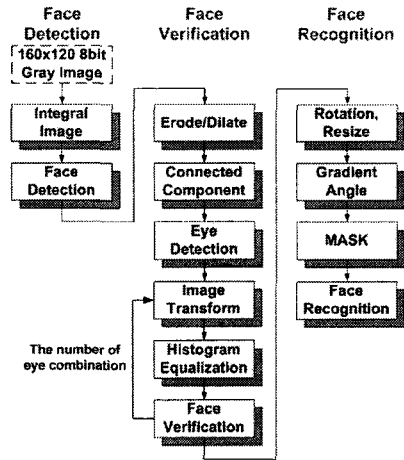 Face
Detection
160x120 8bit
Gray Image
Integral
Image
Face
Detection
Face
Verification
Erode/Dilate
Connected
Component
Eye
Detection
Image
Transform
The number of
eye combination
Histogram
Equalization
Face
Verification
Face
Recognition
Rotation,
Resize
Gradient
Angle
MASK
Face
Recognition